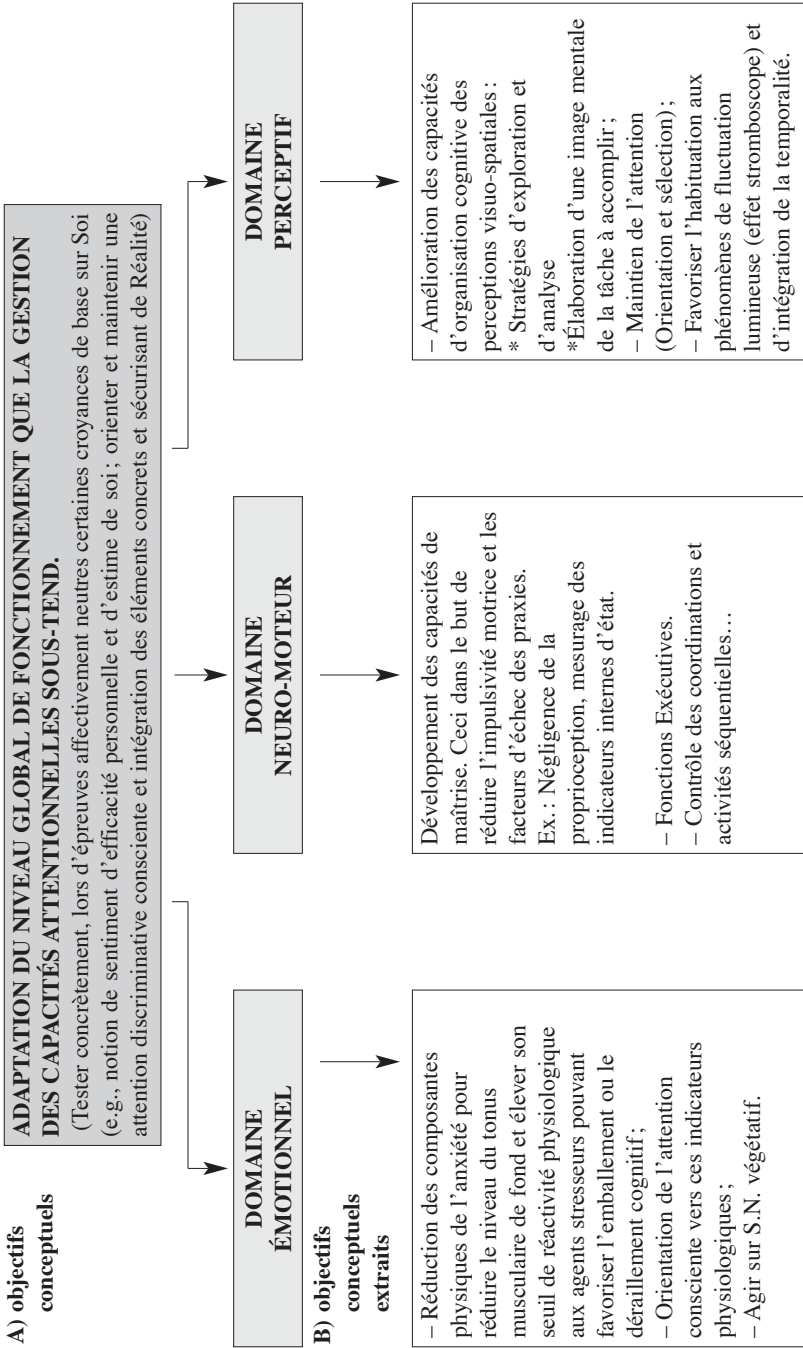 A) objectifs
conceptuels
ADAPTATION DU NIVEAU GLOBAL DE FONCTIONNEMENT QUE LA GESTION
DES CAPACITÉS ATTENTIONNELLES SOUS-TEND.
(Tester concrètement, lors d'épreuves affectivement neutres certaines croyances de base sur Soi
(e.g., notion de sentiment d'efficacité personnelle et d'estime de soi ; orienter et maintenir une
attention discriminative consciente et intégration des éléments concrets et sécurisant de Réalité)
DOMAINE
ÉMOTIONNEL
DOMAINE
NEURO-MOTEUR
DOMAINE
PERCEPTIF
B) objectifs
conceptuels
extraits
– Réduction des composantes
physiques de l'anxiété pour
réduire le niveau du tonus
musculaire de fond et élever son
seuil de réactivité physiologique
aux agents stresseurs pouvant
favoriser l'emballement ou le
déraillement cognitif ;
– Orientation de l'attention
consciente vers ces indicateurs
physiologiques ;
– Agir sur S.N. végétatif.
Développement des capacités de
maîtrise. Ceci dans le but de
réduire l'impulsivité motrice et les
facteurs d'échec des praxies.
Ex. : Négligence de la
proprioception, mesurage des
indicateurs internes d'état.
– Fonctions Exécutives.
– Contrôle des coordinations et
activités séquentielles…
– Amélioration des capacités
d'organisation cognitive des
perceptions visuo-spatiales :
* Stratégies d'exploration et
d'analyse
*Élaboration d'une image mentale
de la tâche à accomplir ;
– Maintien de l'attention
(Orientation et sélection) ;
– Favoriser l'habituation aux
phénomènes de fluctuation
lumineuse (effet stromboscope) et
d'intégration de la temporalité.